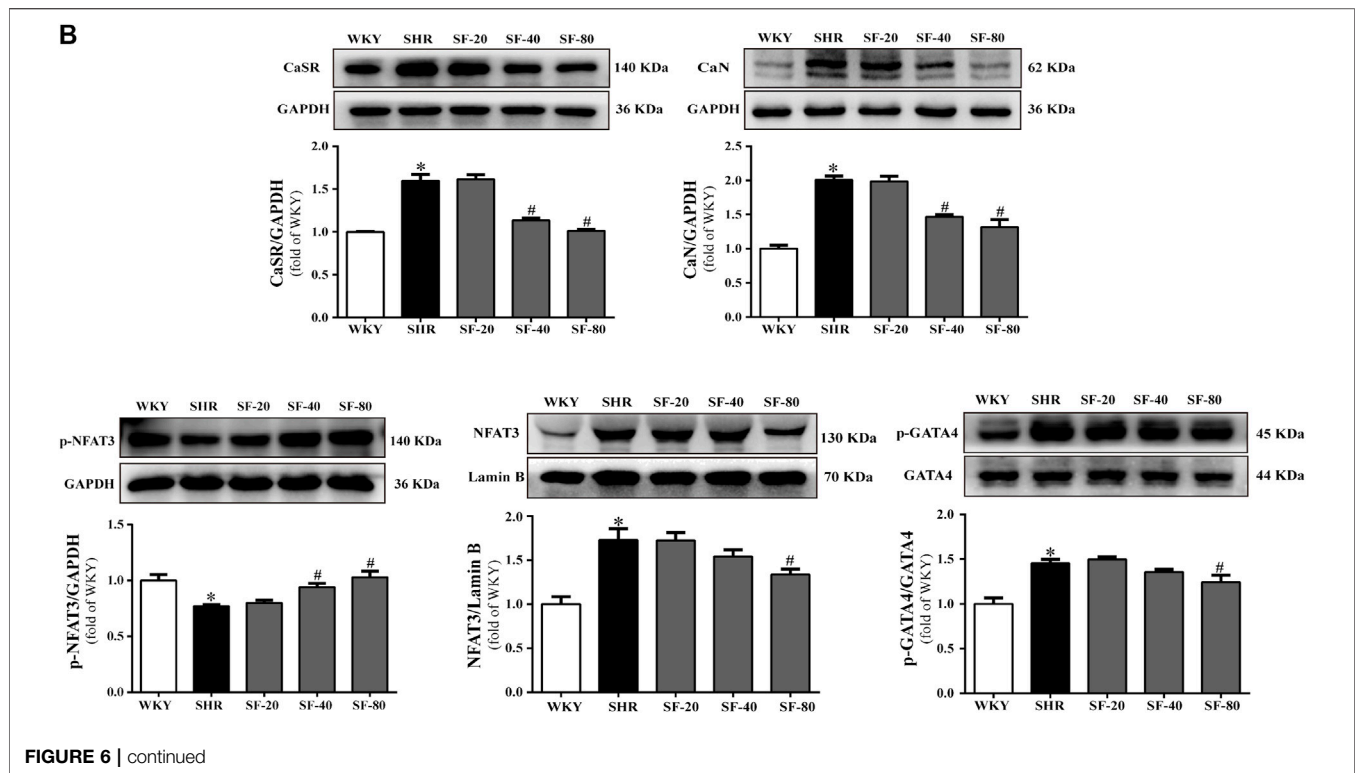 B
WKY SHR SF-20 SF-40 SF-80
CaSR 140 KDa
GAPDH 36 KDa
2.0
1.5
1.0
0.5
0.0
CaSR/GAPDH
(fold of WKY)
*
#
#
WKY SHR SF-20 SF-40 SF-80
WKY SHR SF-20 SF-40 SF-80
CaN 62 KDa
GAPDH 36 KDa
2.5
2.0
1.5
1.0
0.5
0.0
CaN/GAPDH
(fold of WKY)
*
#
#
WKY SHR SF-20 SF-40 SF-80
WKY SHR SF-20 SF-40 SF-80
p-NFAT3 140 KDa
GAPDH 36 KDa
1.5
1.0
0.5
0.0
p-NFAT3/GAPDH
(fold of WKY)
*
#
#
WKY SHR SF-20 SF-40 SF-80
WKY SHR SF-20 SF-40 SF-80
NFAT3 130 KDa
Lamin B 70 KDa
2.0
1.5
1.0
0.5
0.0
NFAT3/Lamin B
(fold of WKY)
*
#
WKY SHR SF-20 SF-40 SF-80
WKY SHR SF-20 SF-40 SF-80
p-GATA4 45 KDa
GATA4 44 KDa
2.0
1.5
1.0
0.5
0.0
p-GATA4/GATA4
(fold of WKY)
*
#
WKY SHR SF-20 SF-40 SF-80
FIGURE 6 | continued